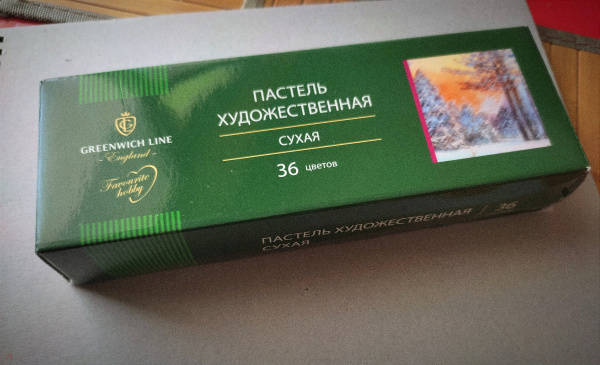 GREENWICH LINE
- England -
Favourite
hobby
ПАСТЕЛЬ
ХУДОЖЕСТВЕННАЯ
СУХАЯ
36 цветов
ПАСТЕЛЬ ХУДОЖЕСТВЕННАЯ | 36
СУХАЯ